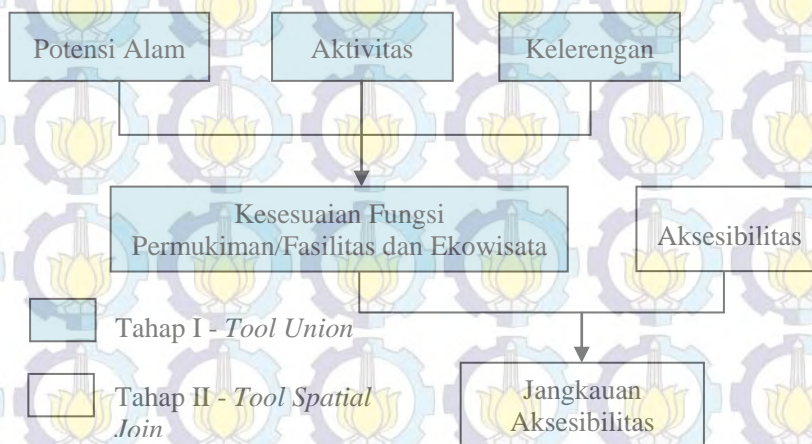 Potensi Alam
Aktivitas
Kelerengan
Kesesuaian Fungsi
Permukiman/Fasilitas dan Ekowisata
Aksesibilitas
Tahap I - Tool Union
Tahap II - Tool Spatial
Join
Jangkauan
Aksesibilitas